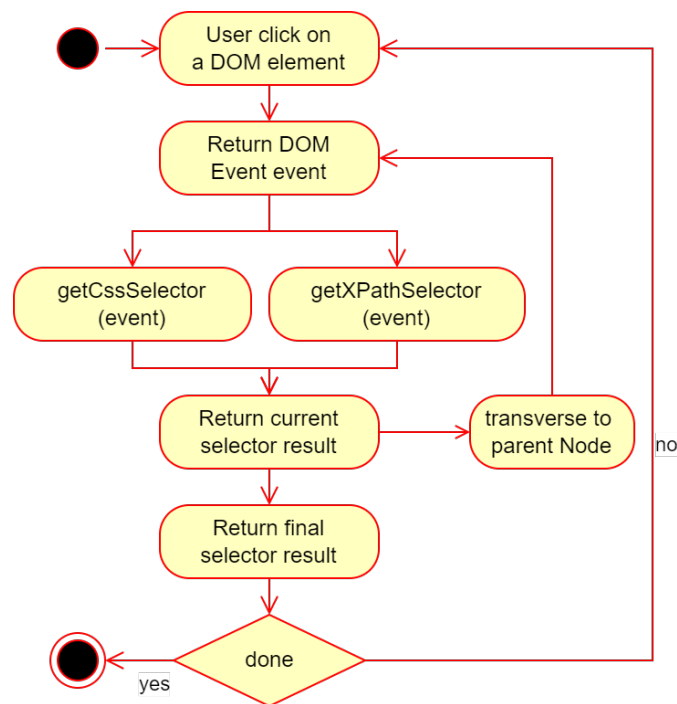 User click on
a DOM element
Return DOM
Event event
getCssSelector
(event)
getXPathSelector
(event)
Return current
selector result
transverse to
parent Node
no
Return final
selector result
done
yes